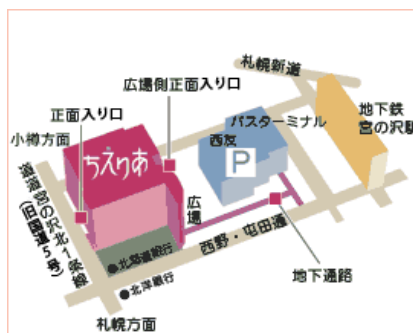 札幌新道
広場側正面入り口
正面入り口
バスターミナル
西友
地下鉄
宮の沢駅
小樽方面
ちえりあ
P
道道宮の沢北1条線
(旧国道5号)
広場
西野・屯田通
●北海道銀行
●北洋銀行
地下通路
札幌方面